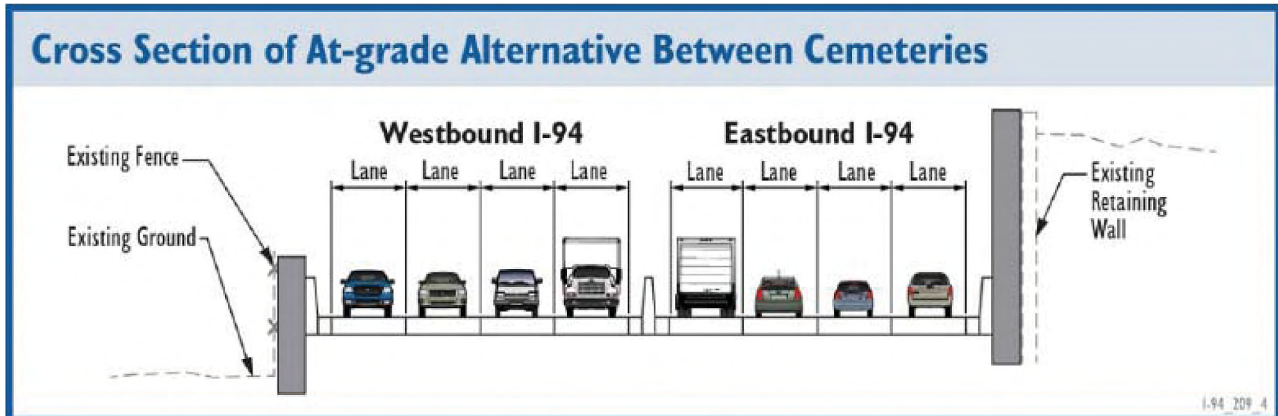 Cross Section of At-grade Alternative Between Cemeteries
Westbound I-94
Eastbound I-94
Existing Fence
Lane
Lane
Lane
Lane
Lane
Lane
Lane
Lane
Existing
Retaining
Wall
Existing Ground
I-94_209_4